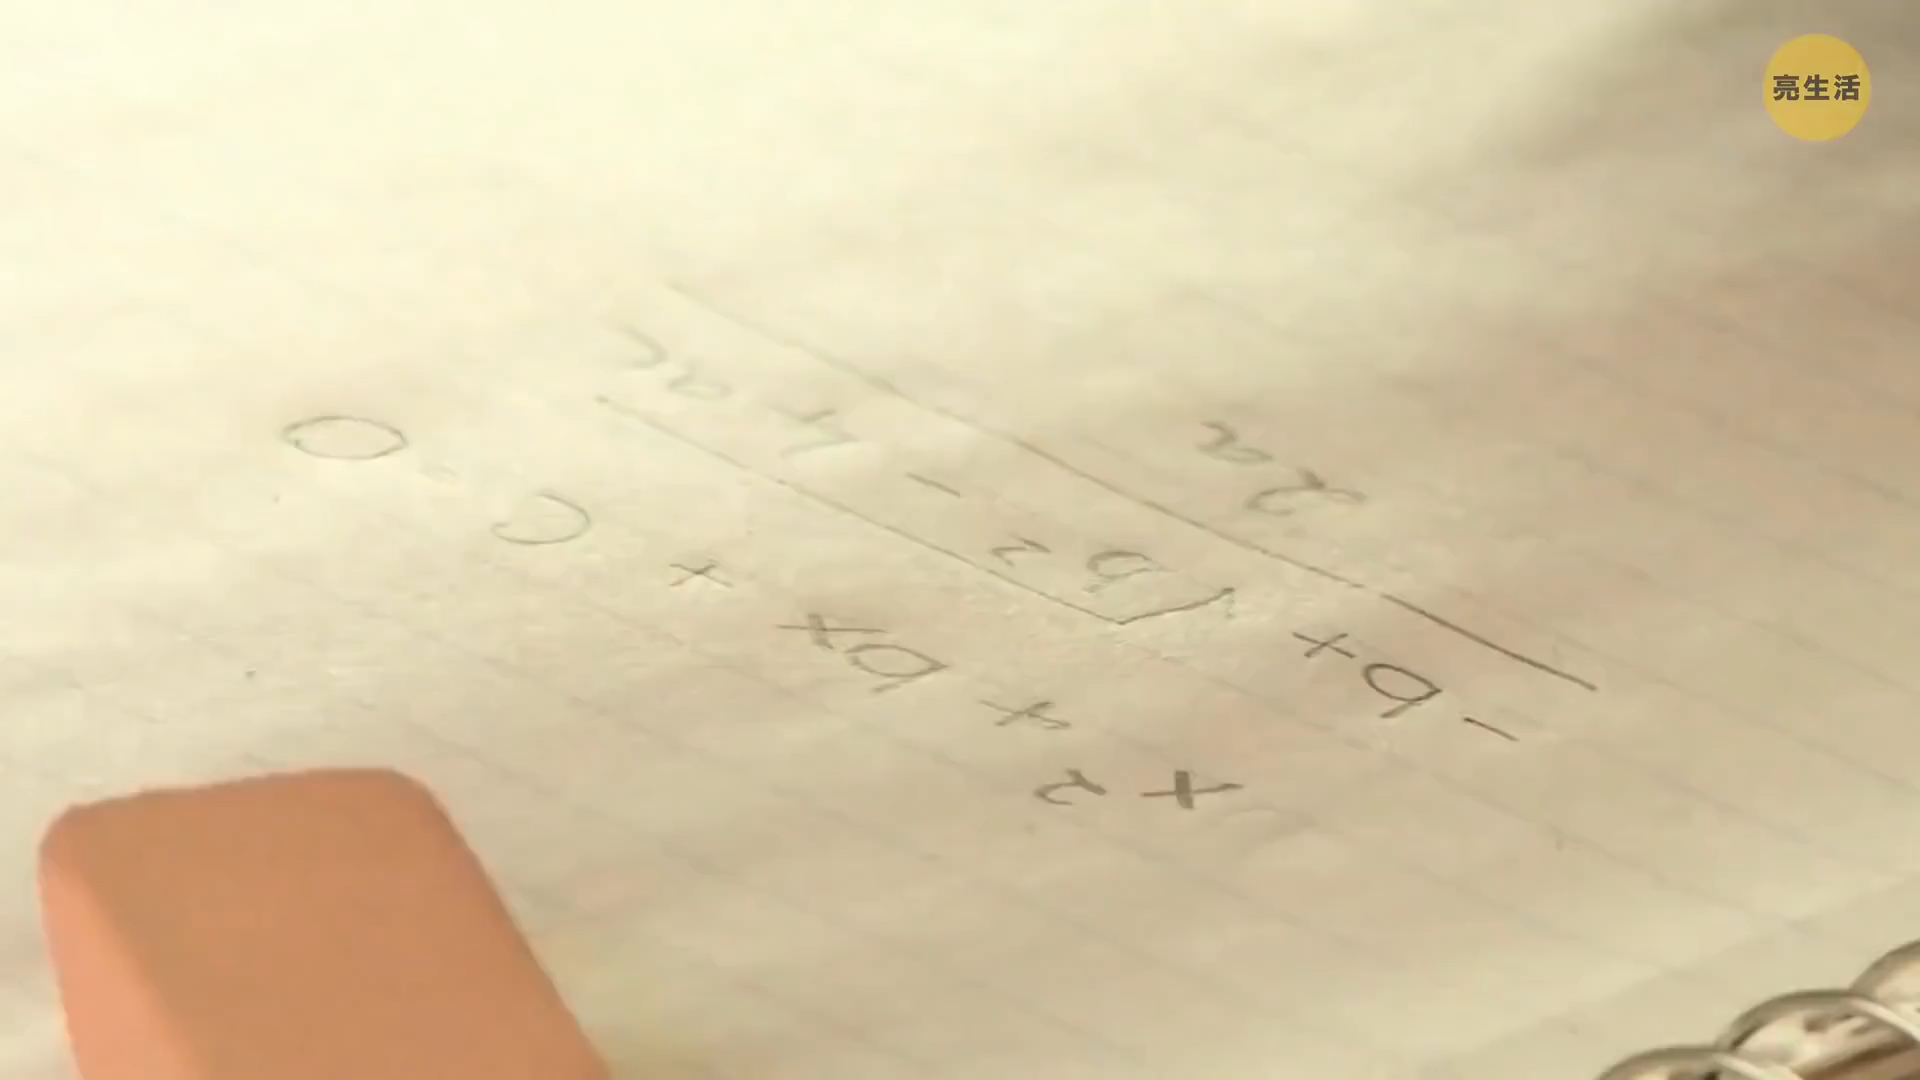 亮生活
x² + bx + c = 0
-b + √b² - 4ac
2a